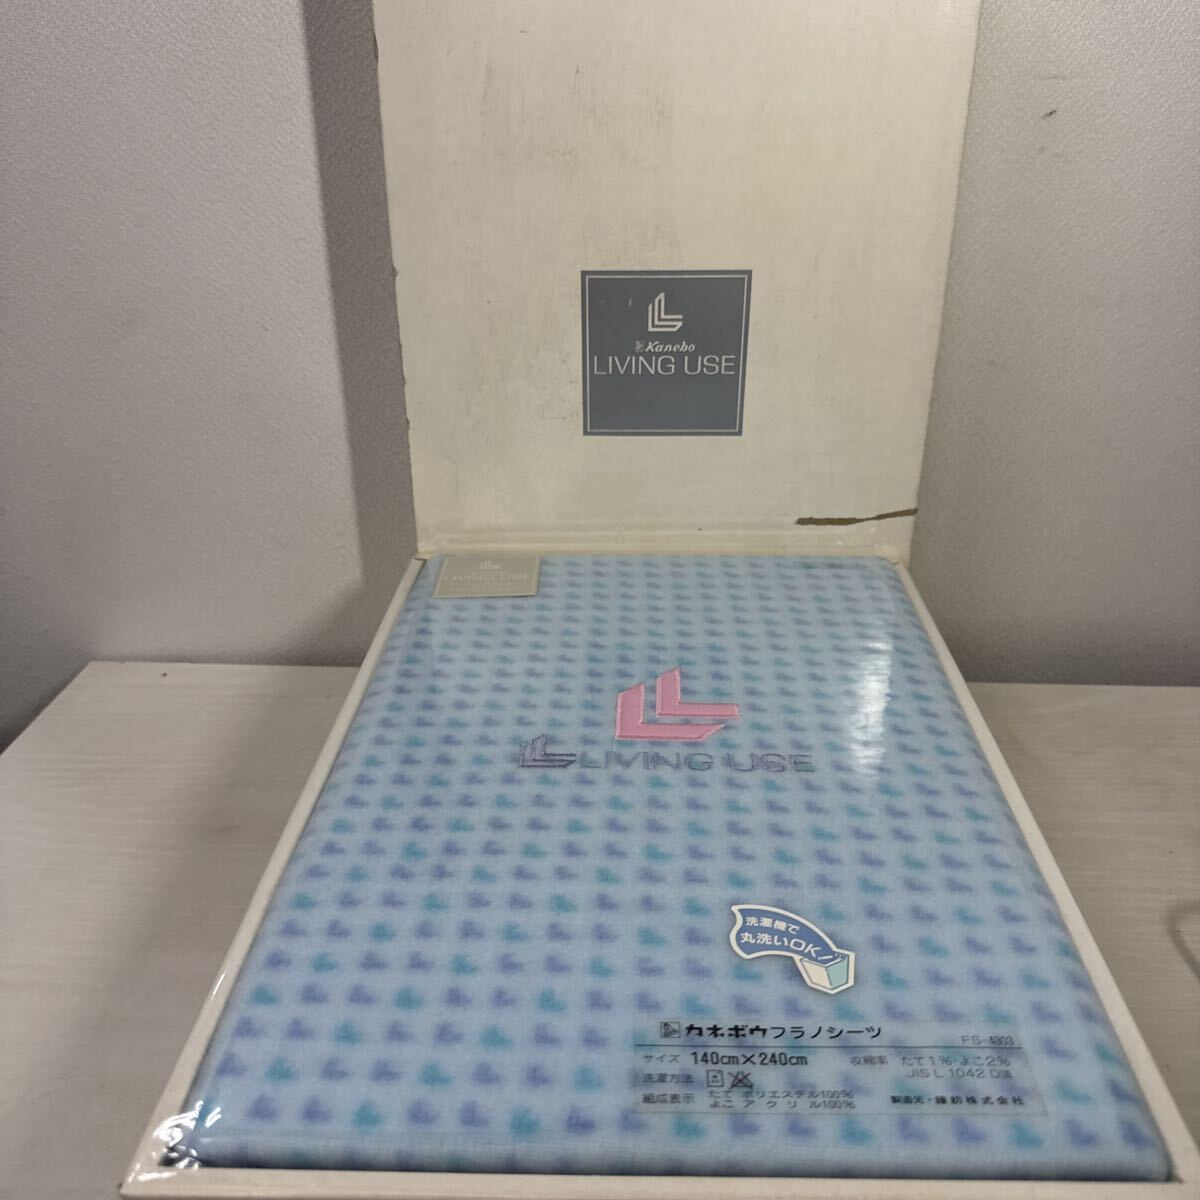 Kanebo
LIVING USE
LIVING USE
LIVING USE
洗濯機で
丸洗いOK!
カネボウフラノシーツ
FS-4303
サイズ 140cm×240cm
収縮率 たて1%・よこ2%
JIS L 1042 D法
洗濯方法
組成表示 たて ポリエステル100%
よこ アクリル100%
製造元・鐘紡株式会社